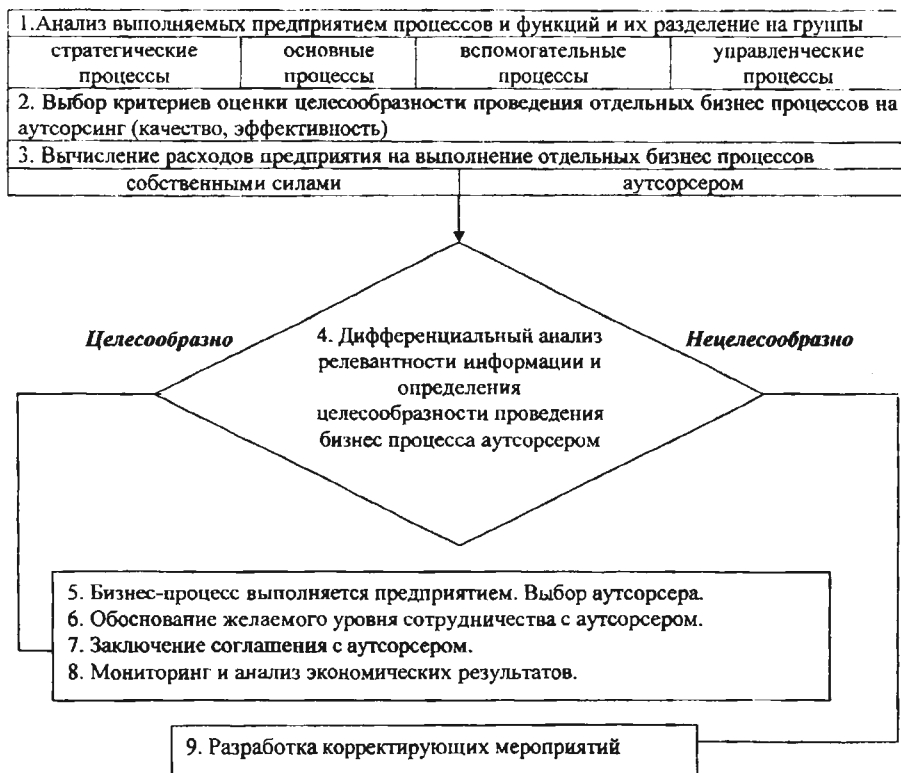 1.Анализ выполняемых предприятием процессов и функций и их разделение на группы
стратегические процессы
основные процессы
вспомогательные процессы
управленческие процессы
2. Выбор критериев оценки целесообразности проведения отдельных бизнес процессов на
аутсорсинг (качество, эффективность)
3. Вычисление расходов предприятия на выполнение отдельных бизнес процессов
собственными силами
аутсорсером
Целесообразно
Нецелесообразно
4. Дифференциальный анализ
релевантности информации и
определения
целесообразности проведения
бизнес процесса аутсорсером
5. Бизнес-процесс выполняется предприятием. Выбор аутсорсера.
6. Обоснование желаемого уровня сотрудничества с аутсорсером.
7. Заключение соглашения с аутсорсером.
8. Мониторинг и анализ экономических результатов.
9. Разработка корректирующих мероприятий